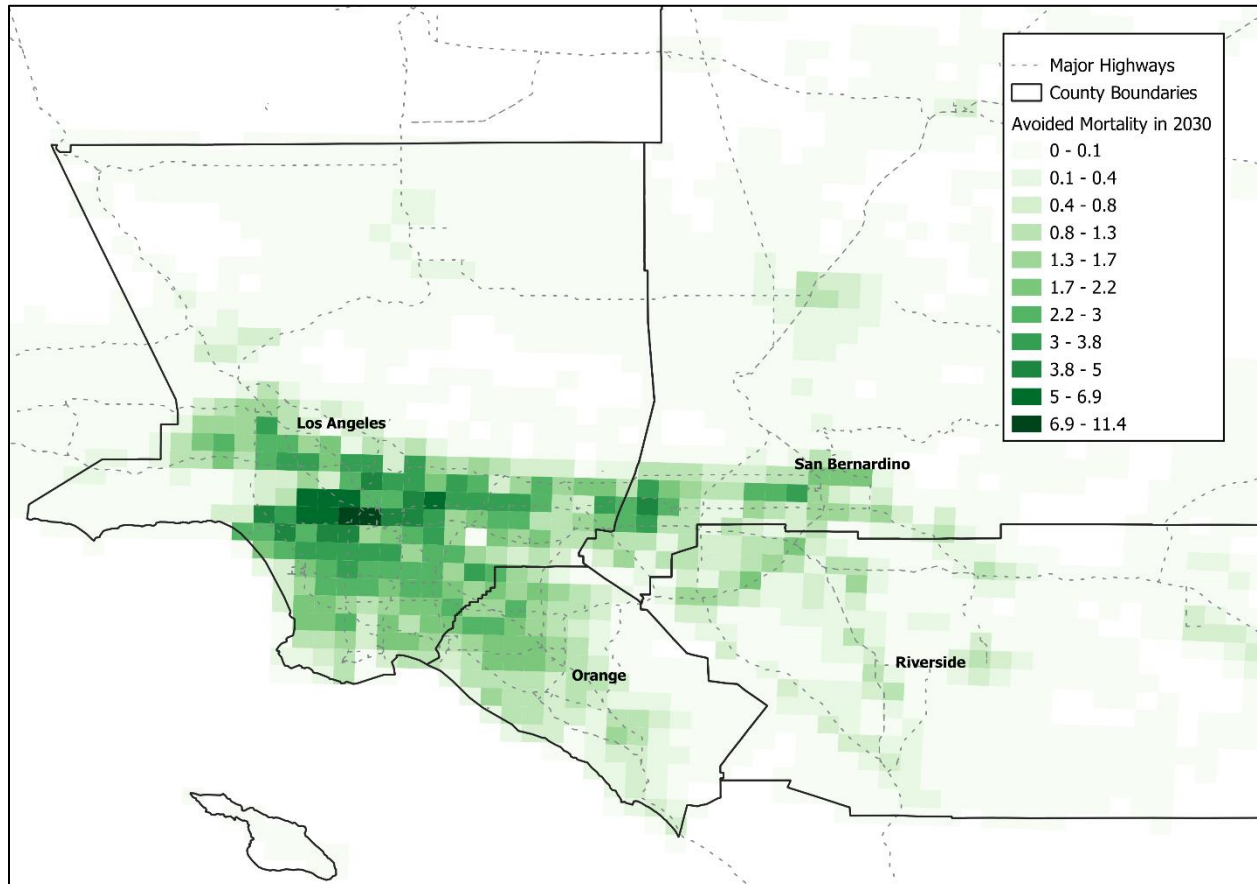 Major Highways
County Boundaries
Avoided Mortality in 2030
0 - 0.1
0.1 - 0.4
0.4 - 0.8
0.8 - 1.3
1.3 - 1.7
1.7 - 2.2
2.2 - 3
3 - 3.8
3.8 - 5
5 - 6.9
6.9 - 11.4
Los Angeles
San Bernardino
Riverside
Orange